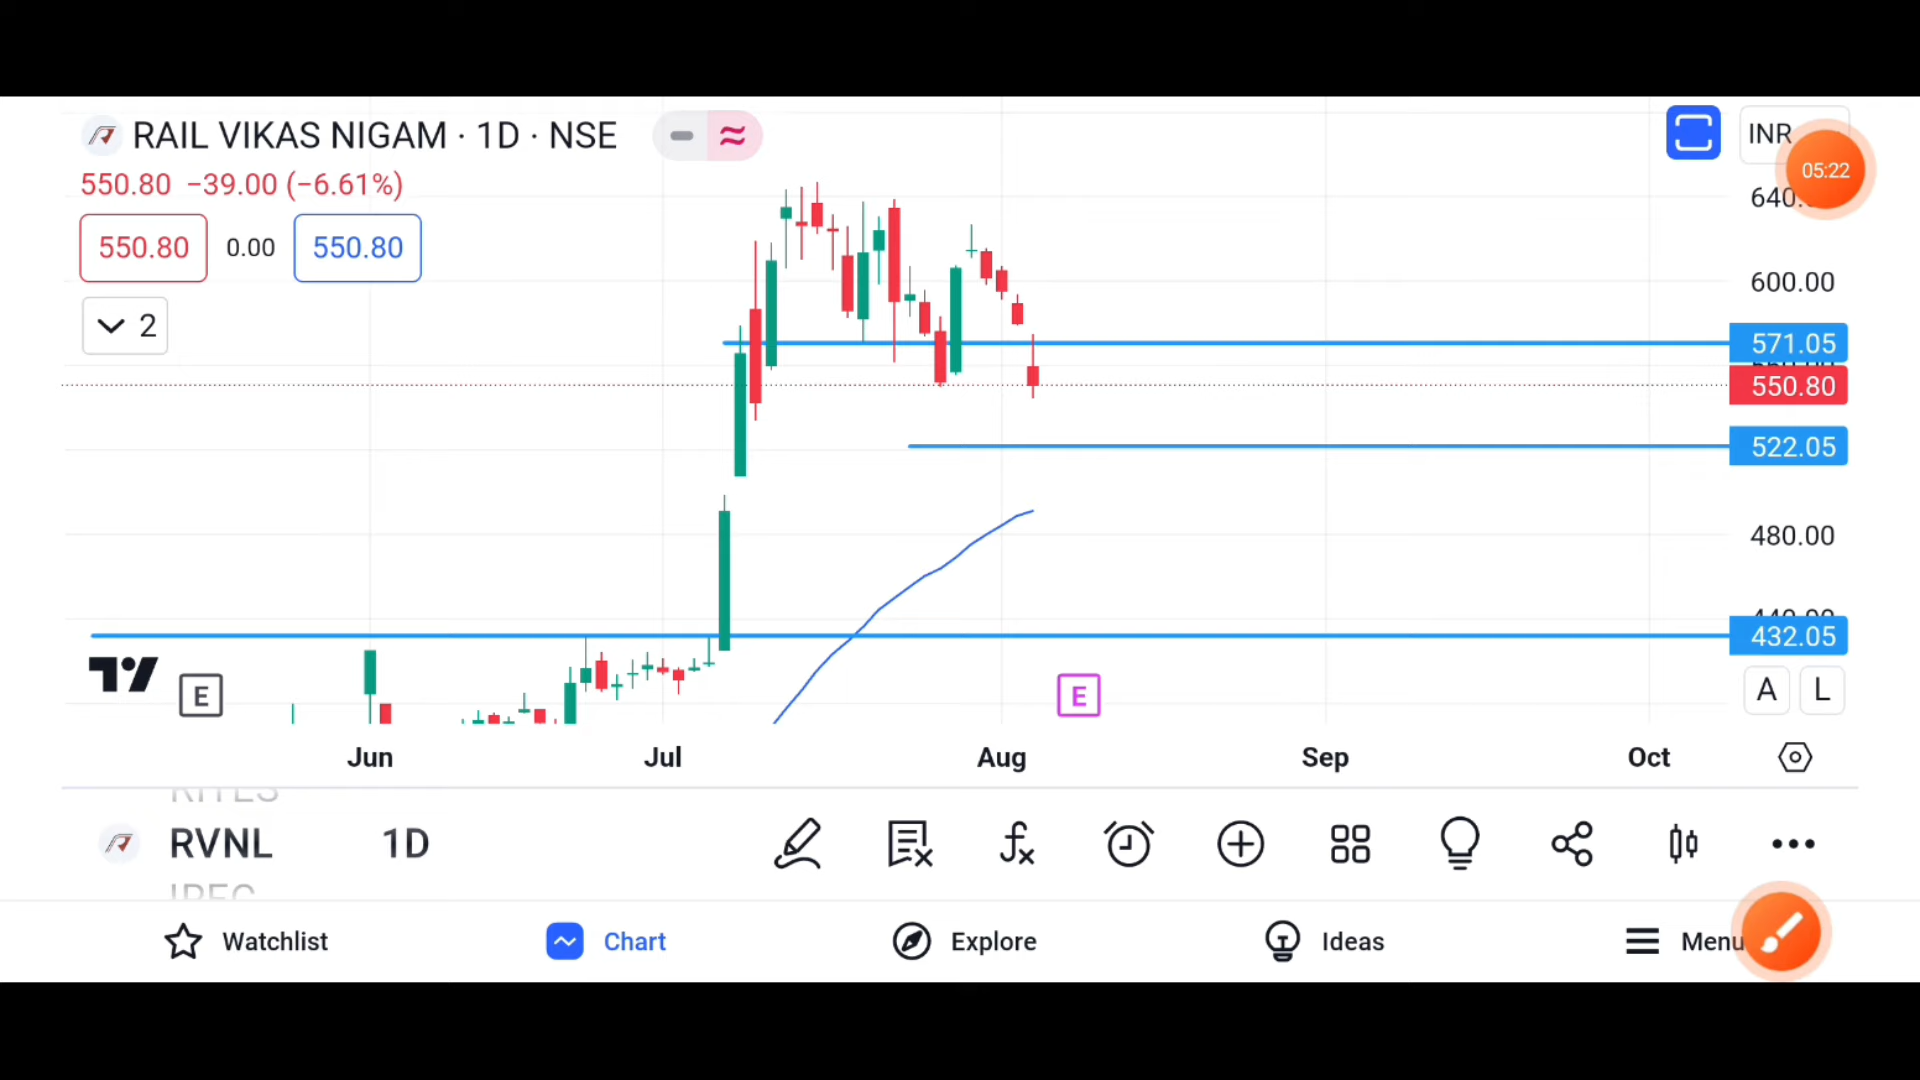 RAIL VIKAS NIGAM · 1D · NSE
INR
05:22
550.80 −39.00 (−6.61%)
550.80 0.00 550.80
2
640.
600.00
571.05
550.80
522.05
480.00
432.05
E
E
A L
Jun Jul Aug Sep Oct
RITES
RVNL 1D
Watchlist Chart Explore Ideas Menu